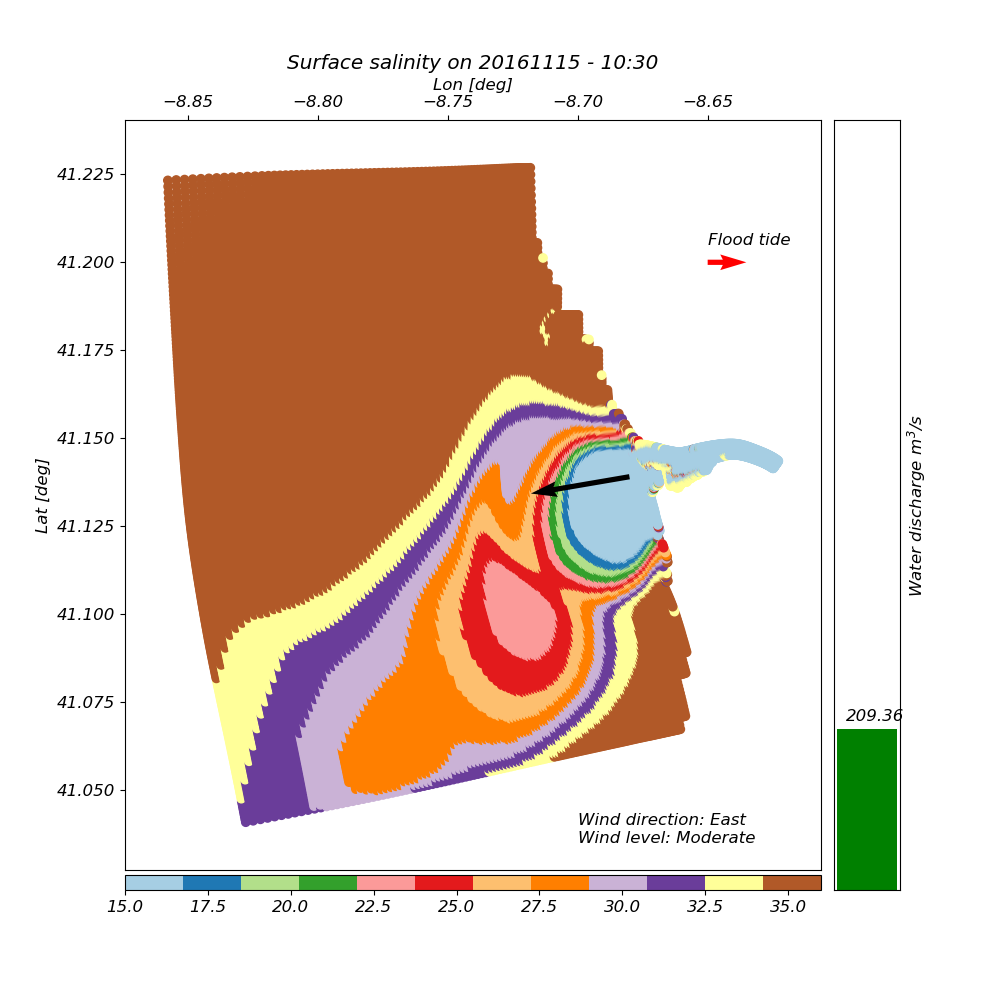 Surface salinity on 20161115 - 10:30
Lon [deg]
−8.85 −8.80 −8.75 −8.70 −8.65
41.225
41.200
41.175
41.150
41.125
41.100
41.075
41.050
Lat [deg]
Flood tide
Wind direction: East
Wind level: Moderate
15.0 17.5 20.0 22.5 25.0 27.5 30.0 32.5 35.0
209.36
Water discharge m³/s